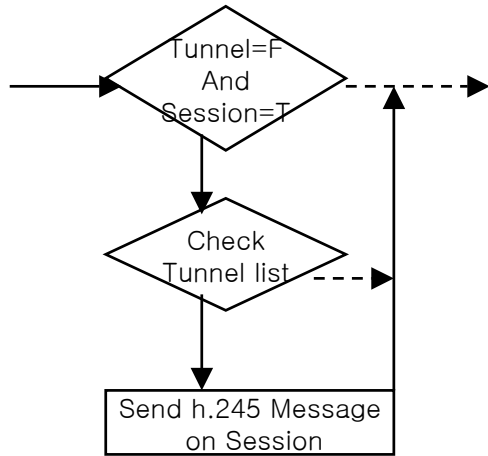 Tunnel=F
And
Session=T
Check
Tunnel list
Send h.245 Message
on Session